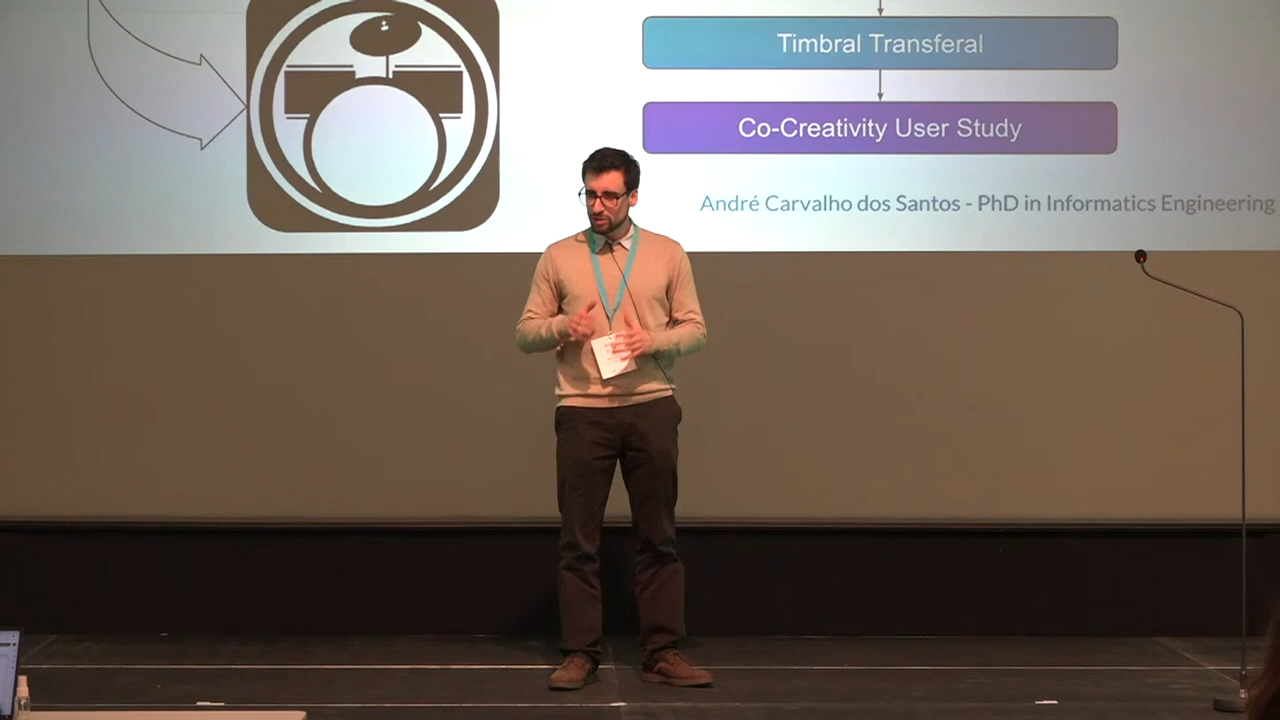 Timbral Transferal
Co-Creativity User Study
André Carvalho dos Santos - PhD in Informatics Engineering